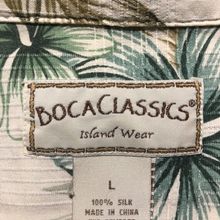 BOCACLASSICS®
Island Wear
L
100% SILK
MADE IN CHINA